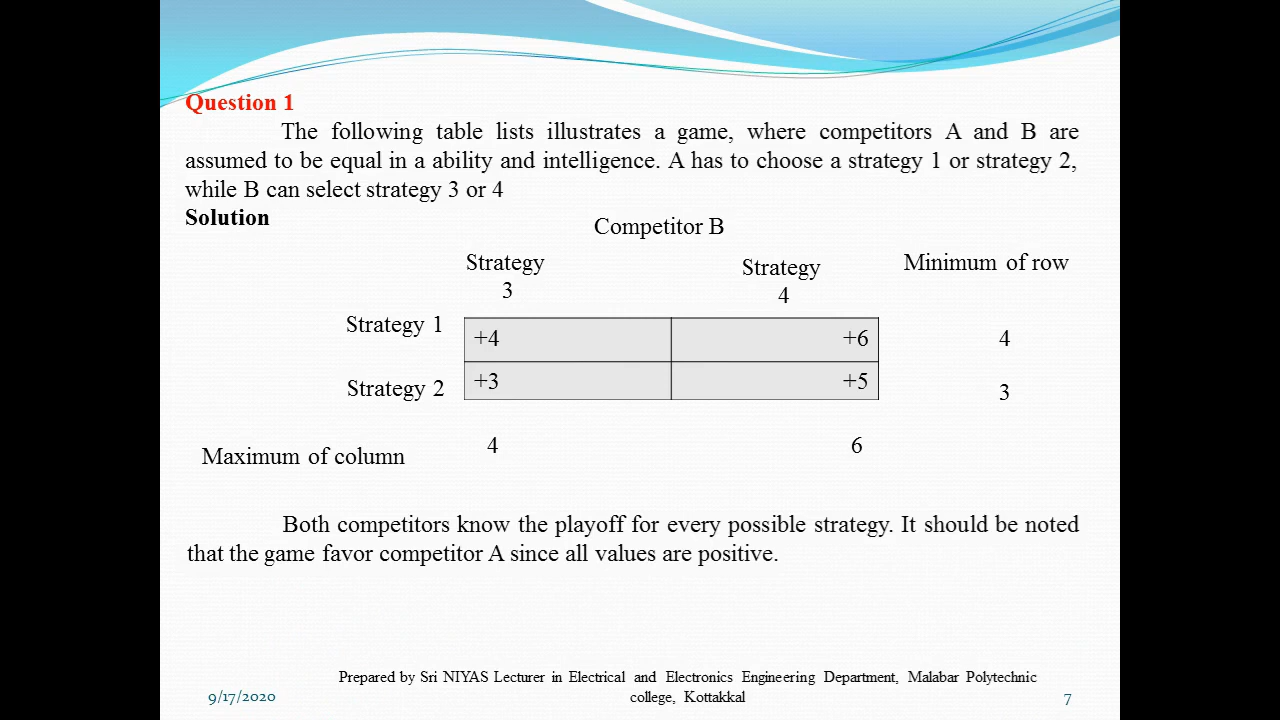 Question 1
The following table lists illustrates a game, where competitors A and B are
assumed to be equal in a ability and intelligence. A has to choose a strategy 1 or strategy 2,
while B can select strategy 3 or 4
Solution
Competitor B
Strategy
3
Strategy
4
Minimum of row
Strategy 1
+4
+6
4
Strategy 2
+3
+5
3
Maximum of column
4
6
Both competitors know the playoff for every possible strategy. It should be noted
that the game favor competitor A since all values are positive.
Prepared by Sri NIYAS Lecturer in Electrical and Electronics Engineering Department, Malabar Polytechnic
college, Kottakkal
9/17/2020
7